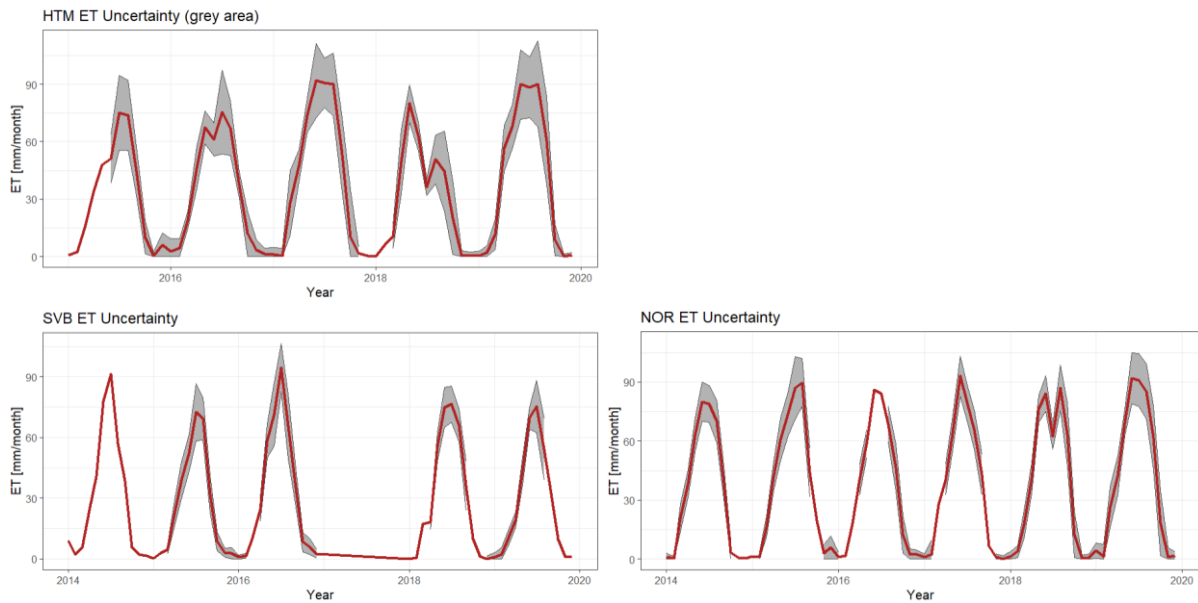 HTM ET Uncertainty (grey area)
ET [mm/month]
90
60
30
0
2016
2018
2020
Year
SVB ET Uncertainty
ET [mm/month]
90
60
30
0
2014
2016
2018
2020
Year
NOR ET Uncertainty
ET [mm/month]
90
60
30
0
2014
2016
2018
2020
Year